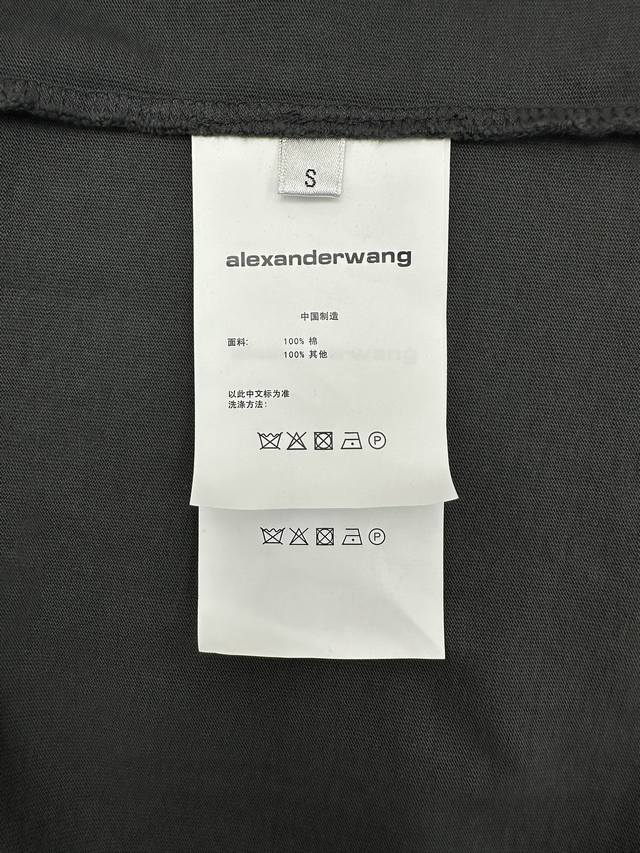 S
alexanderwang
中国制造
面料: 100% 棉
100% 其他
以此中文标为准
洗涤方法:
P
P